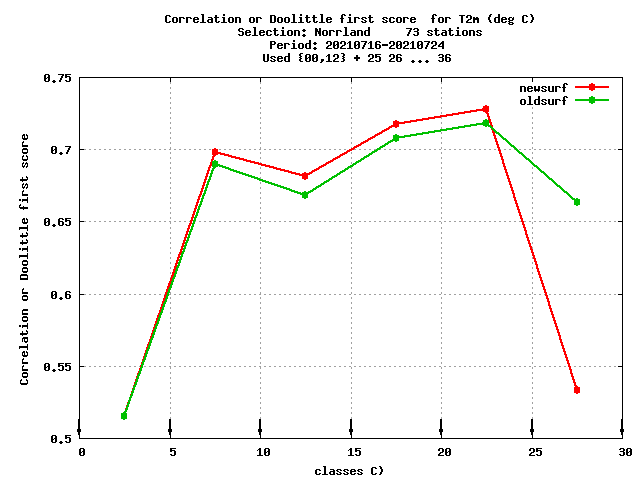 Correlation or Doolittle first score  for T2m (deg C)
Selection: Norrland     73 stations
Period: 20210716-20210724
Used {00,12} + 25 26 ... 36
newsurf
oldsurf
Correlation or Doolittle first score
0.75
0.7
0.65
0.6
0.55
0.5
0 5 10 15 20 25 30
classes C)